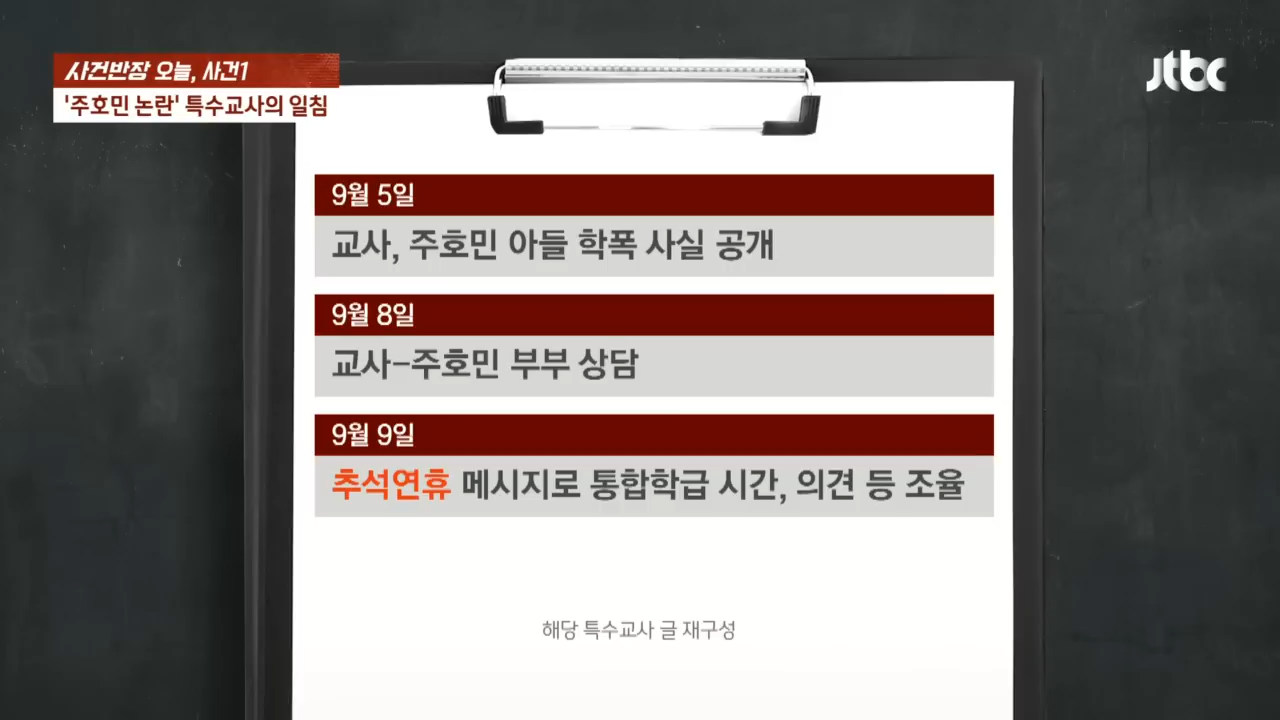 사건반장 오늘, 사건1
'주호민 논란' 특수교사의 일침
jtbc
9월 5일
교사, 주호민 아들 학폭 사실 공개
9월 8일
교사-주호민 부부 상담
9월 9일
추석연휴 메시지로 통합학급 시간, 의견 등 조율
해당 특수교사 글 재구성